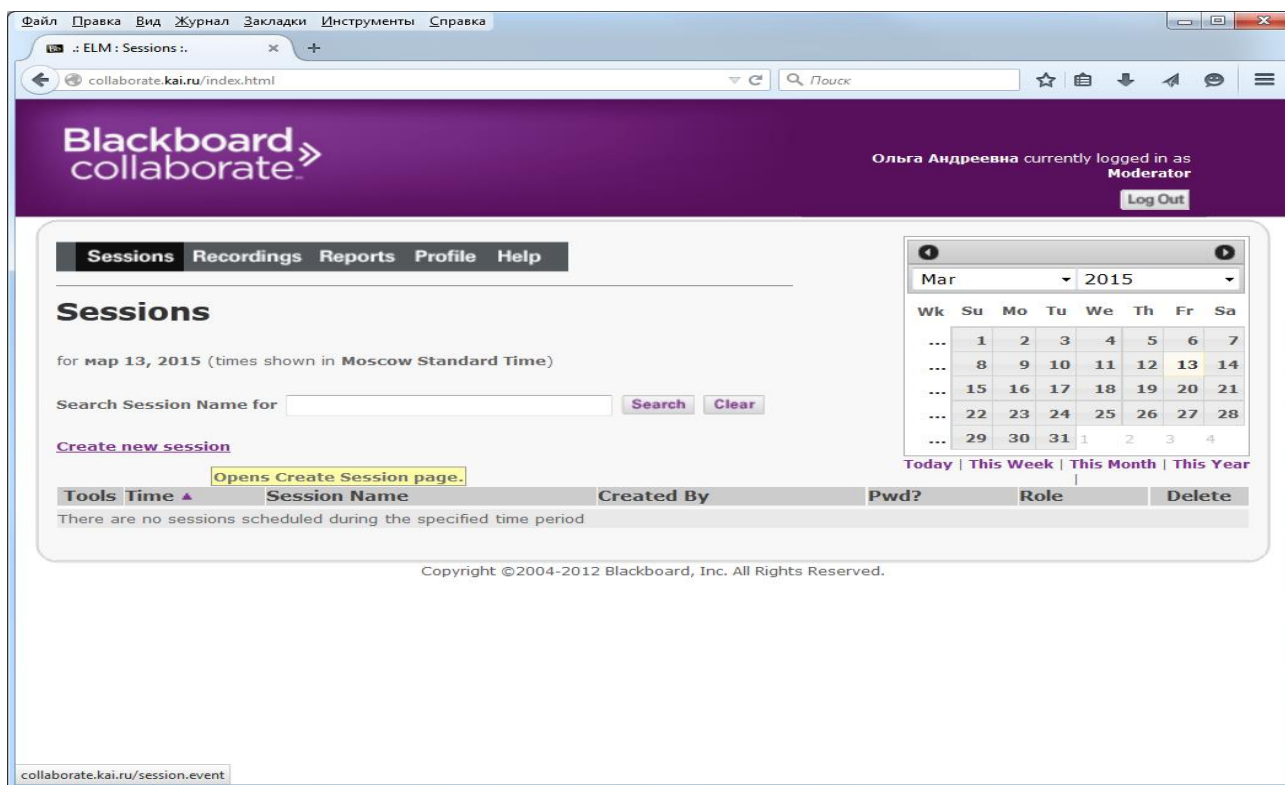 Файл Правка Вид Журнал Закладки Инструменты Справка
.: ELM : Sessions :.
collaborate.kai.ru/index.html
Поиск
Blackboard
collaborate
Ольга Андреевна currently logged in as
Moderator
Log Out
Sessions Recordings Reports Profile Help
Sessions
for мар 13, 2015 (times shown in Moscow Standard Time)
Search Session Name for Search Clear
Create new session
Opens Create Session page.
Mar 2015
Wk Su Mo Tu We Th Fr Sa
... 1 2 3 4 5 6 7
... 8 9 10 11 12 13 14
... 15 16 17 18 19 20 21
... 22 23 24 25 26 27 28
... 29 30 31 1 2 3 4
Today | This Week | This Month | This Year
|
Tools Time Session Name Created By Pwd? Role Delete
There are no sessions scheduled during the specified time period
Copyright ©2004-2012 Blackboard, Inc. All Rights Reserved.
collaborate.kai.ru/session.event